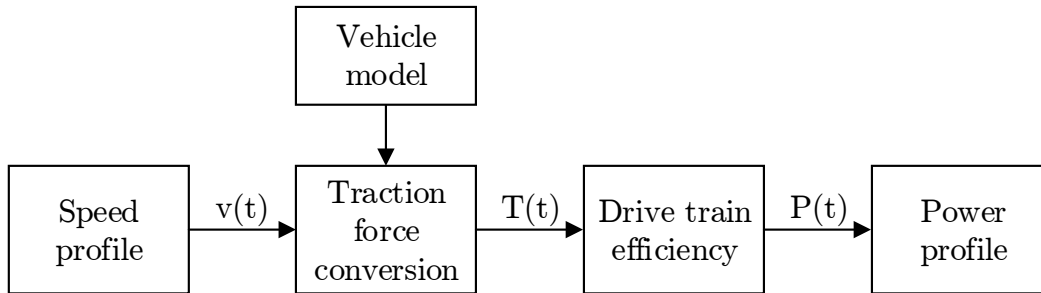 Vehicle
model
Speed
profile
v(t)
Traction
force
conversion
T(t)
Drive train
efficiency
P(t)
Power
profile